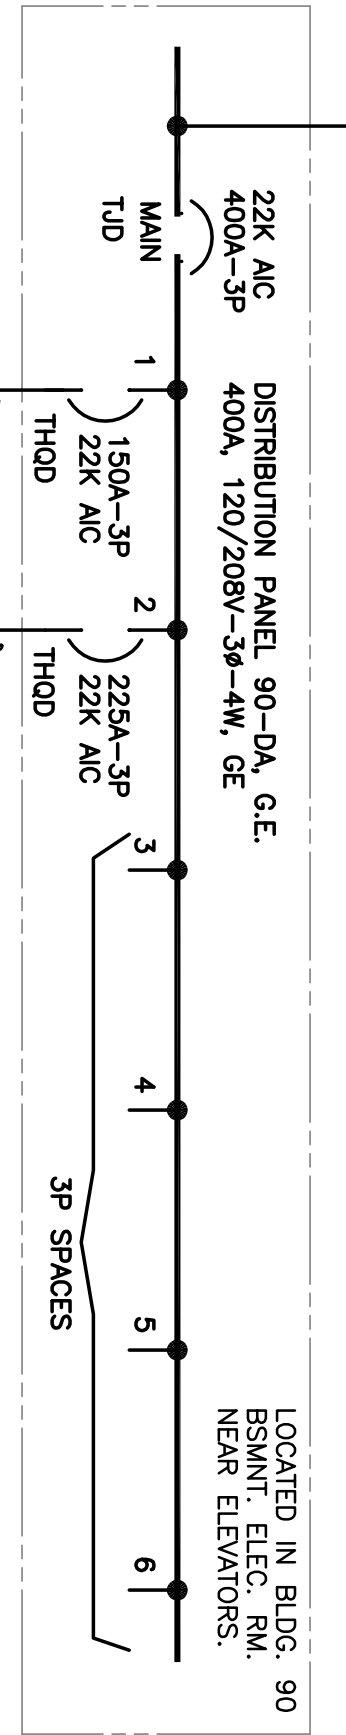 22K AIC
400A-3P
MAIN
TJD
DISTRIBUTION PANEL 90-DA, G.E.
400A, 120/208V-3ø-4W, GE
LOCATED IN BLDG. 90
BSMNT. ELEC. RM.
NEAR ELEVATORS.
1
150A-3P
22K AIC
THQD
2
225A-3P
22K AIC
THQD
3
4
5
6
3P SPACES